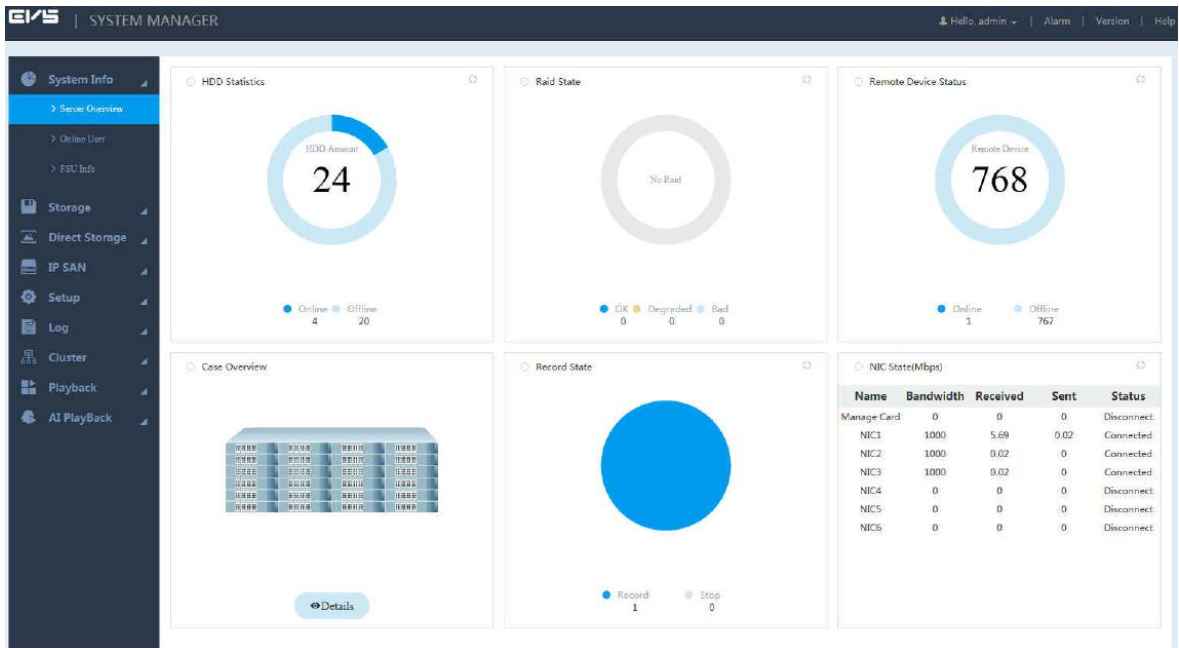 EVS | SYSTEM MANAGER
Hello, admin | Alarm | Version | Help
System Info
> Server Overview
> Online User
> FSU Info
Storage
Direct Storage
IP SAN
Setup
Log
Cluster
Playback
AI PlayBack
HDD Statistics
HDD Amount
24
Online Offline
4 20
Raid State
No Raid
OK Degraded Bad
0 0 0
Remote Device Status
Remote Device
768
Online Offline
1 767
Case Overview
Details
Record State
Record Stop
1 0
NIC State(Mbps)
Name Bandwidth Received Sent Status
Manage Card 0 0 0 Disconnect
NIC1 1000 5.69 0.02 Connected
NIC2 1000 0.02 0 Connected
NIC3 1000 0.02 0 Connected
NIC4 0 0 0 Disconnect
NIC5 0 0 0 Disconnect
NIC6 0 0 0 Disconnect